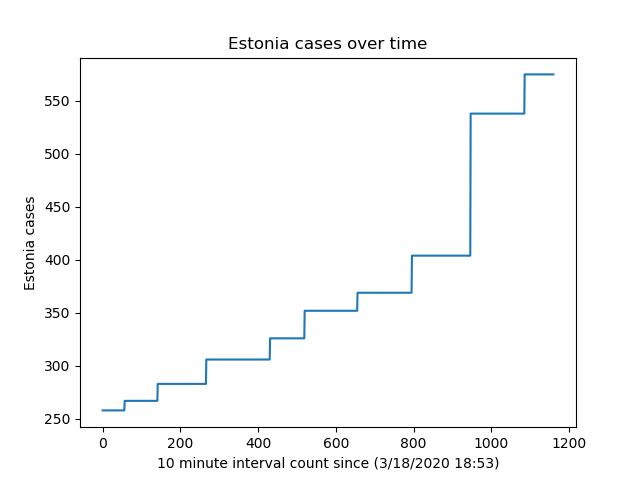 Estonia cases over time
Estonia cases
550
500
450
400
350
300
250
0 200 400 600 800 1000 1200
10 minute interval count since (3/18/2020 18:53)